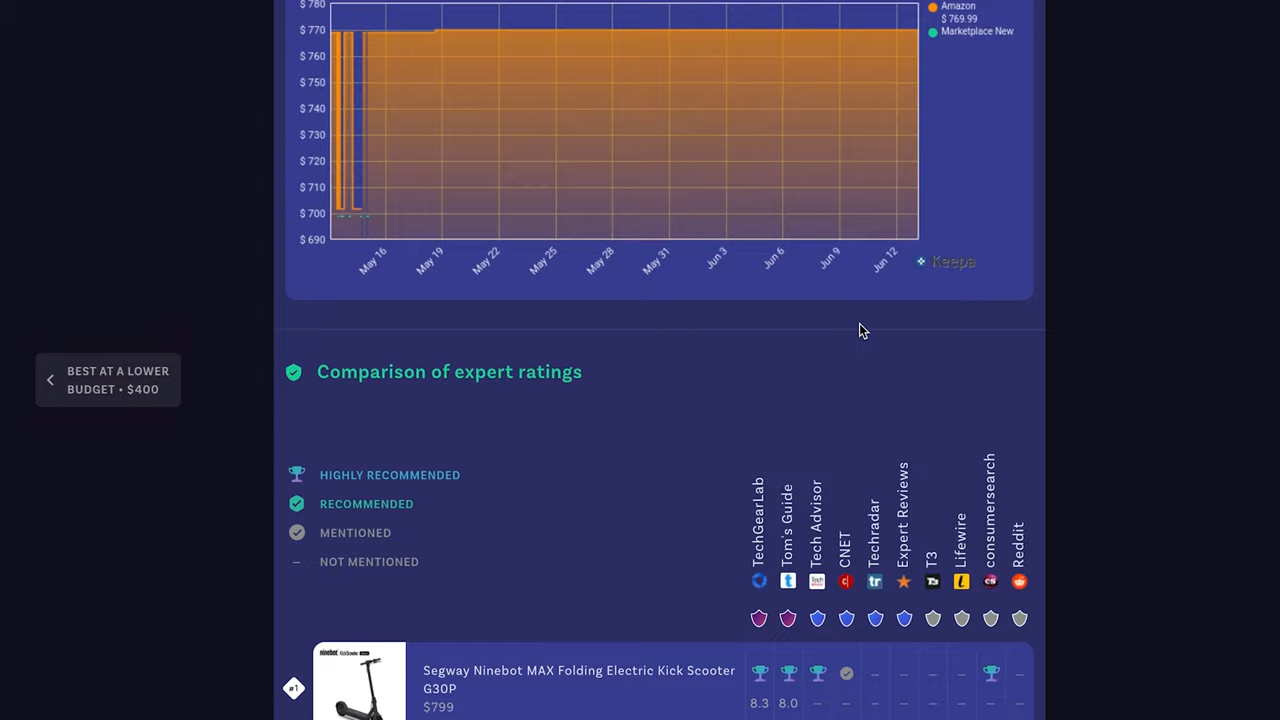 $ 780
$ 770
$ 760
$ 750
$ 740
$ 730
$ 720
$ 710
$ 700
$ 690
May 16
May 19
May 22
May 25
May 28
May 31
Jun 3
Jun 6
Jun 9
Jun 12
Amazon
$ 769.99
Marketplace New
Keepa
BEST AT A LOWER
BUDGET • $400
Comparison of expert ratings
HIGHLY RECOMMENDED
RECOMMENDED
MENTIONED
– NOT MENTIONED
TechGearLab
Tom's Guide
Tech Advisor
CNET
Techradar
Expert Reviews
T3
Lifewire
consumersearch
Reddit
#1
ninebot
Segway Ninebot MAX Folding Electric Kick Scooter
G30P
$799
– – – – –
8.3 8.0 – – – – – – – –